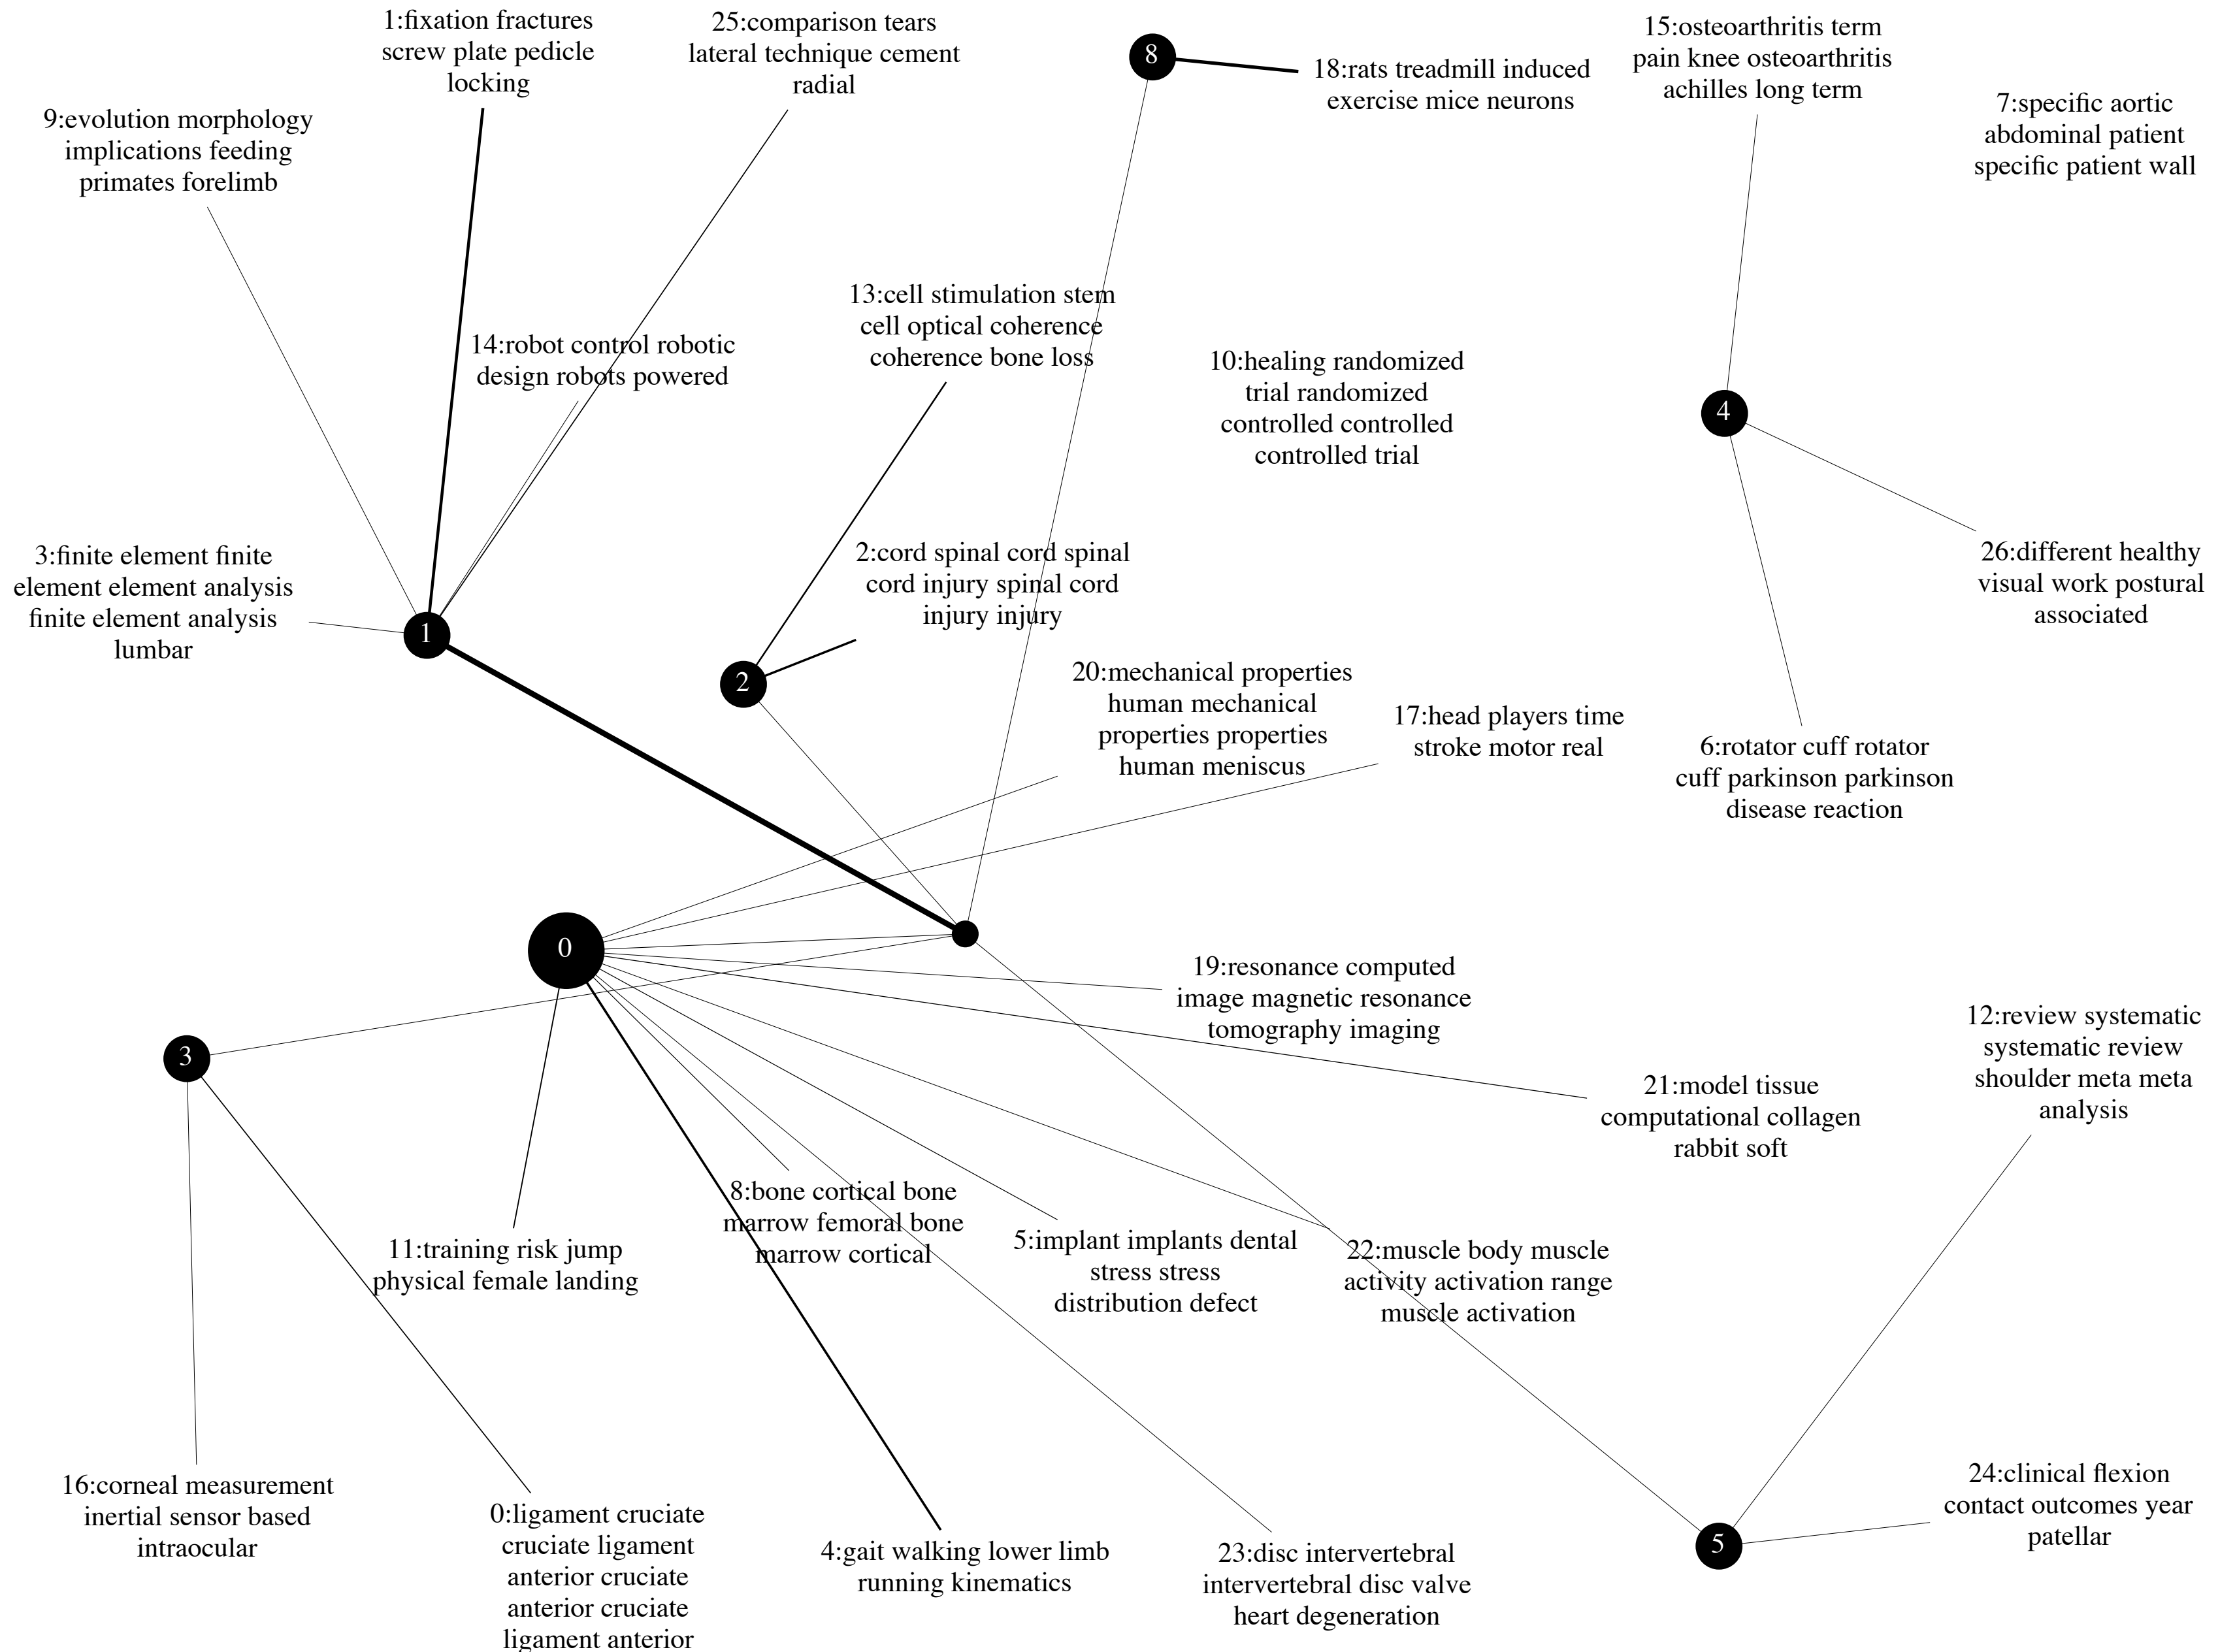 1:fixation fractures
screw plate pedicle
locking
25:comparison tears
lateral technique cement
radial
8
18:rats treadmill induced
exercise mice neurons
15:osteoarthritis term
pain knee osteoarthritis
achilles long term
7:specific aortic
abdominal patient
specific patient wall
9:evolution morphology
implications feeding
primates forelimb
14:robot control robotic
design robots powered
13:cell stimulation stem
cell optical coherence
coherence bone loss
10:healing randomized
trial randomized
controlled controlled
controlled trial
4
3:finite element finite
element element analysis
finite element analysis
lumbar
1
2:cord spinal cord spinal
cord injury spinal cord
injury injury
2
26:different healthy
visual work postural
associated
20:mechanical properties
human mechanical
properties properties
human meniscus
17:head players time
stroke motor real
6:rotator cuff rotator
cuff parkinson parkinson
disease reaction
0
19:resonance computed
image magnetic resonance
tomography imaging
3
12:review systematic
systematic review
shoulder meta meta
analysis
21:model tissue
computational collagen
rabbit soft
11:training risk jump
physical female landing
8:bone cortical bone
marrow femoral bone
marrow cortical
5:implant implants dental
stress stress
distribution defect
22:muscle body muscle
activity activation range
muscle activation
16:corneal measurement
inertial sensor based
intraocular
0:ligament cruciate
cruciate ligament
anterior cruciate
anterior cruciate
ligament anterior
4:gait walking lower limb
running kinematics
23:disc intervertebral
intervertebral disc valve
heart degeneration
5
24:clinical flexion
contact outcomes year
patellar